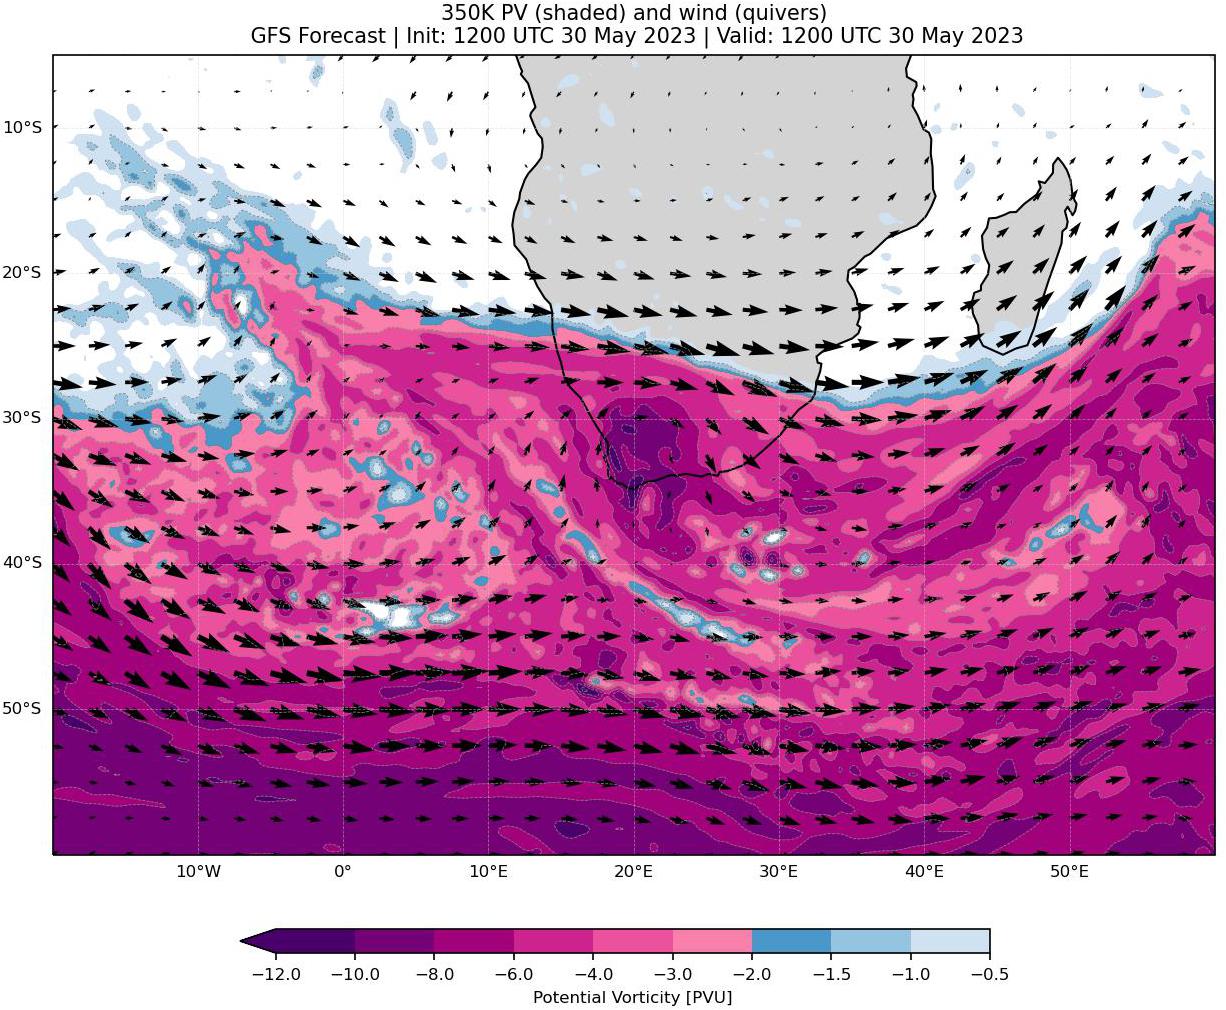 350K PV (shaded) and wind (quivers)
GFS Forecast | Init: 1200 UTC 30 May 2023 | Valid: 1200 UTC 30 May 2023
10°S
20°S
30°S
40°S
50°S
10°W 0° 10°E 20°E 30°E 40°E 50°E
−12.0 −10.0 −8.0 −6.0 −4.0 −3.0 −2.0 −1.5 −1.0 −0.5
Potential Vorticity [PVU]